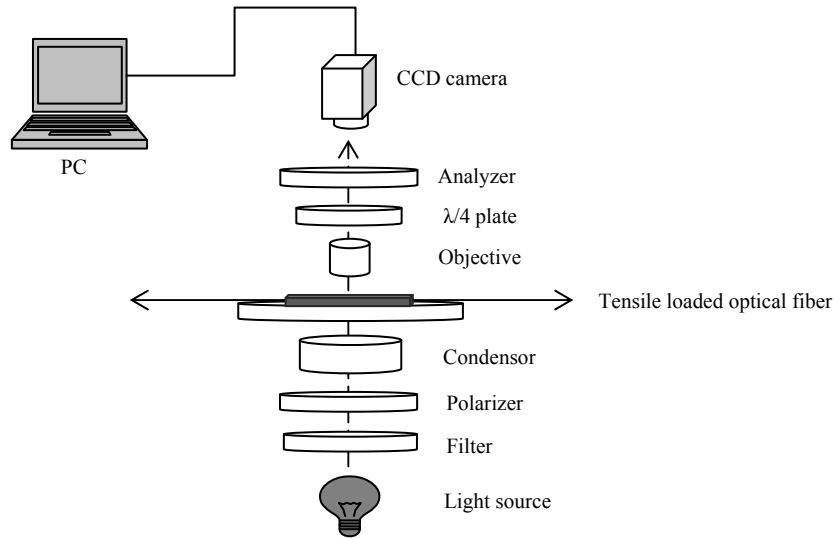 CCD camera
PC
Analyzer
λ/4 plate
Objective
Tensile loaded optical fiber
Condensor
Polarizer
Filter
Light source